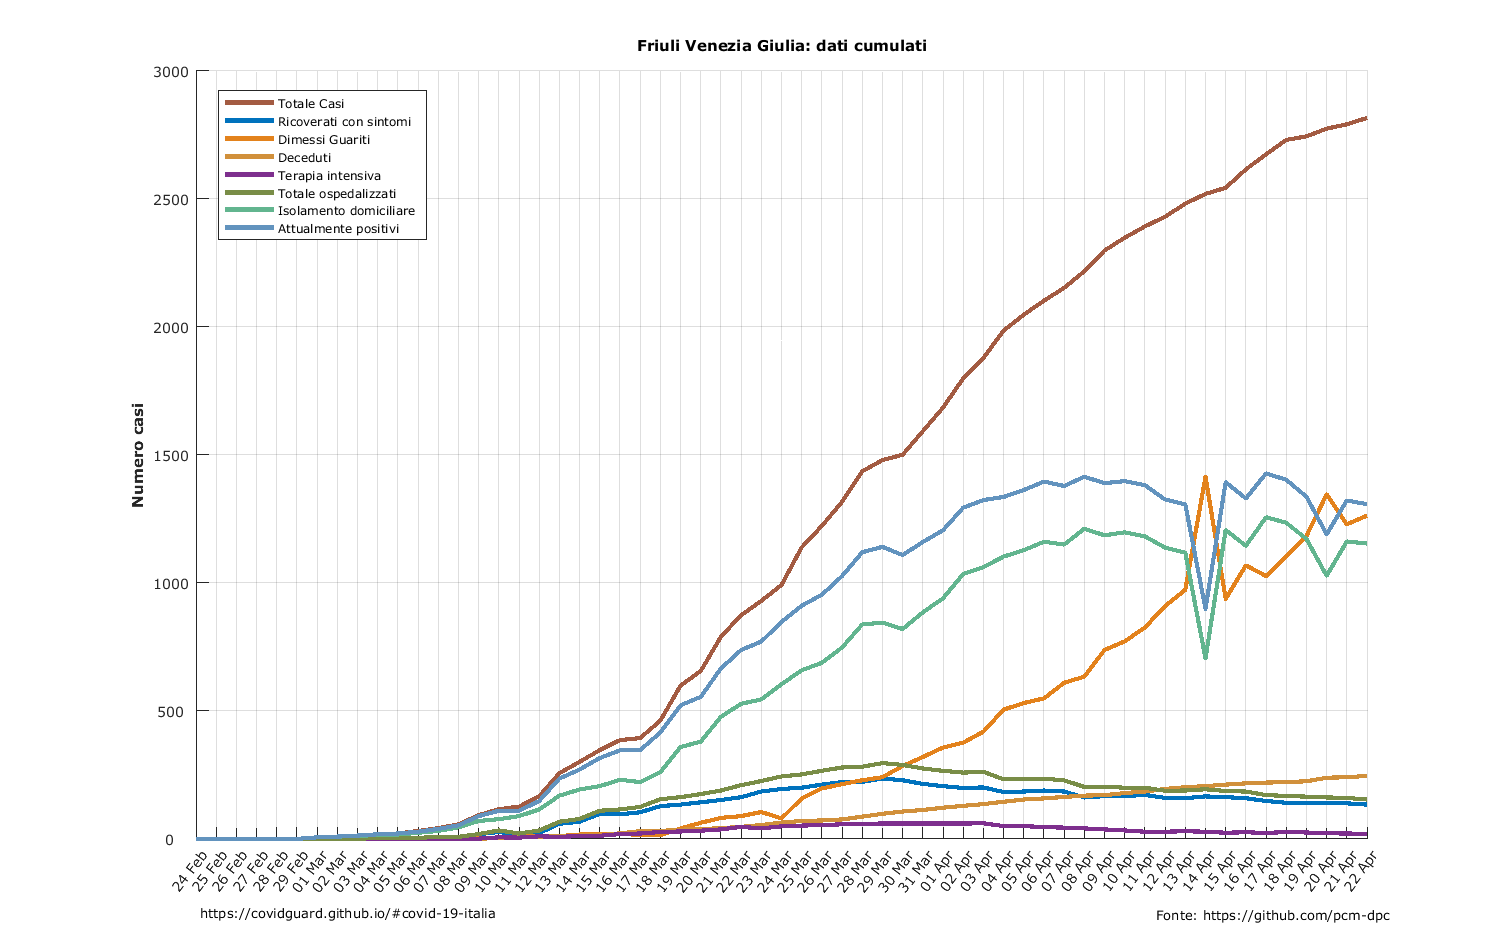 Friuli Venezia Giulia: dati cumulati
3000
2500
2000
1500
1000
500
0
Numero casi
Totale Casi
Ricoverati con sintomi
Dimessi Guariti
Deceduti
Terapia intensiva
Totale ospedalizzati
Isolamento domiciliare
Attualmente positivi
24 Feb
25 Feb
26 Feb
27 Feb
28 Feb
29 Feb
01 Mar
02 Mar
03 Mar
04 Mar
05 Mar
06 Mar
07 Mar
08 Mar
09 Mar
10 Mar
11 Mar
12 Mar
13 Mar
14 Mar
15 Mar
16 Mar
17 Mar
18 Mar
19 Mar
20 Mar
21 Mar
22 Mar
23 Mar
24 Mar
25 Mar
26 Mar
27 Mar
28 Mar
29 Mar
30 Mar
31 Mar
01 Apr
02 Apr
03 Apr
04 Apr
05 Apr
06 Apr
07 Apr
08 Apr
09 Apr
10 Apr
11 Apr
12 Apr
13 Apr
14 Apr
15 Apr
16 Apr
17 Apr
18 Apr
19 Apr
20 Apr
21 Apr
22 Apr
https://covidguard.github.io/#covid-19-italia
Fonte: https://github.com/pcm-dpc